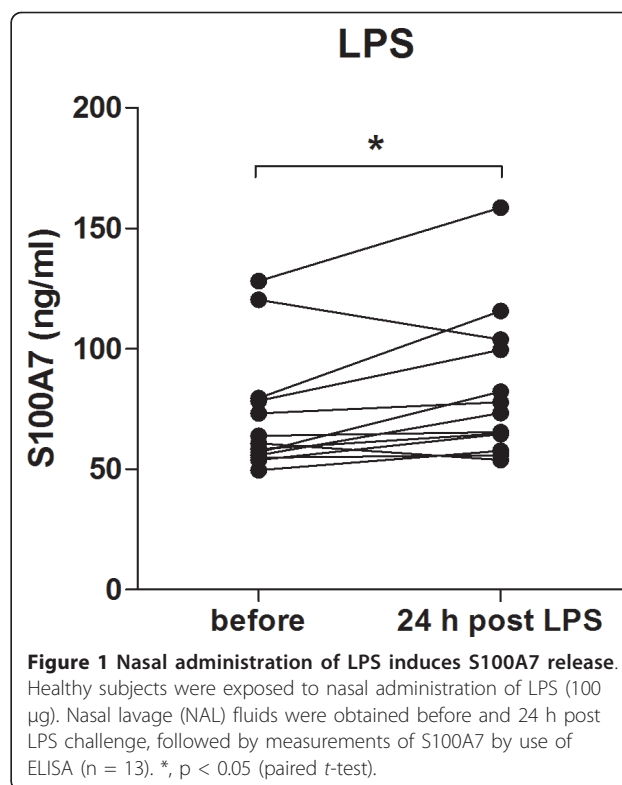 LPS
200
*
150
S100A7 (ng/ml)
100
50
0
before 24 h post LPS
Figure 1 Nasal administration of LPS induces S100A7 release.
Healthy subjects were exposed to nasal administration of LPS (100
μg). Nasal lavage (NAL) fluids were obtained before and 24 h post
LPS challenge, followed by measurements of S100A7 by use of
ELISA (n = 13). *, p < 0.05 (paired t-test).